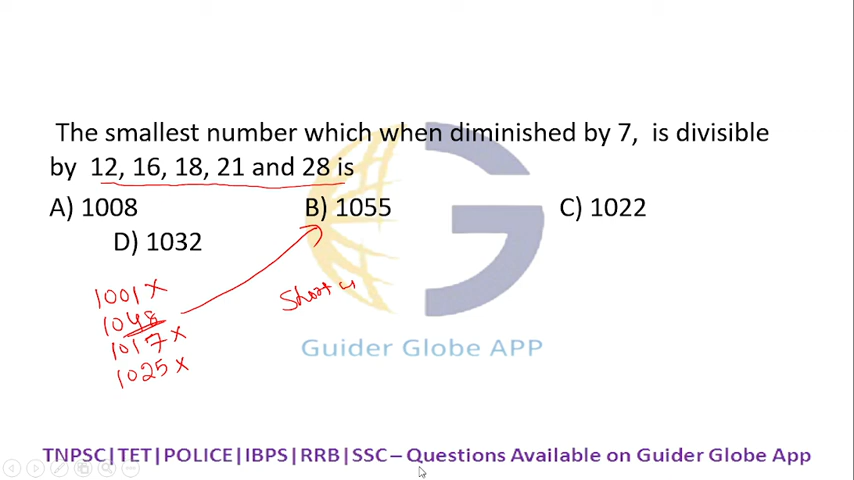 The smallest number which when diminished by 7, is divisible
by 12, 16, 18, 21 and 28 is
A) 1008 B) 1055 C) 1022
D) 1032
1001 X
1048
1017 X
1025 X
Short
Guider Globe APP
TNPSC|TET|POLICE|IBPS|RRB|SSC– Questions Available on Guider Globe App